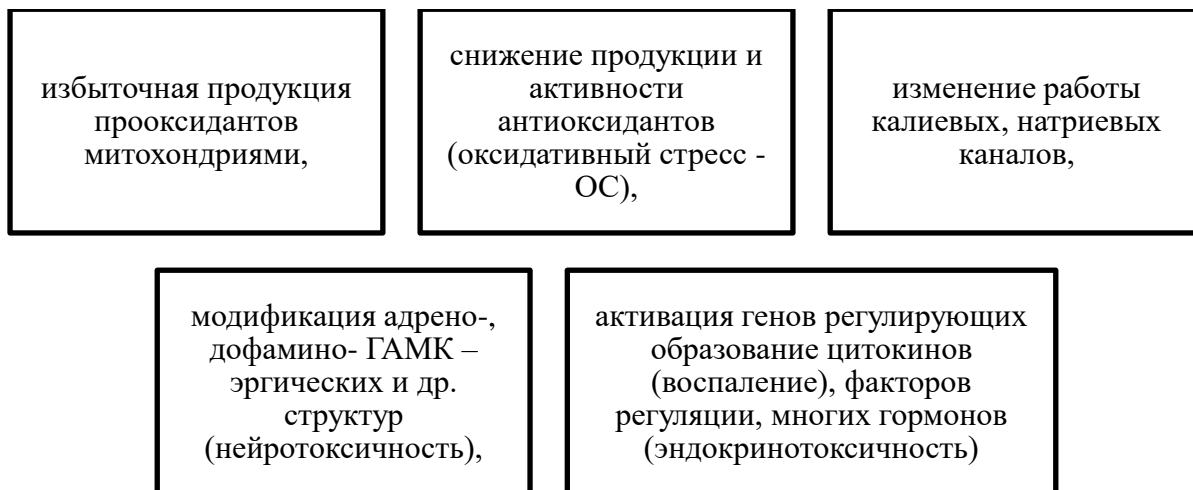 избыточная продукция
прооксидантов
митохондриями,
снижение продукции и
активности
антиоксидантов
(оксидативный стресс -
ОС),
изменение работы
калиевых, натриевых
каналов,
модификация адрено-,
дофамино- ГАМК –
эргических и др.
структур
(нейротоксичность),
активация генов регулирующих
образование цитокинов
(воспаление), факторов
регуляции, многих гормонов
(эндокринотоксичность)